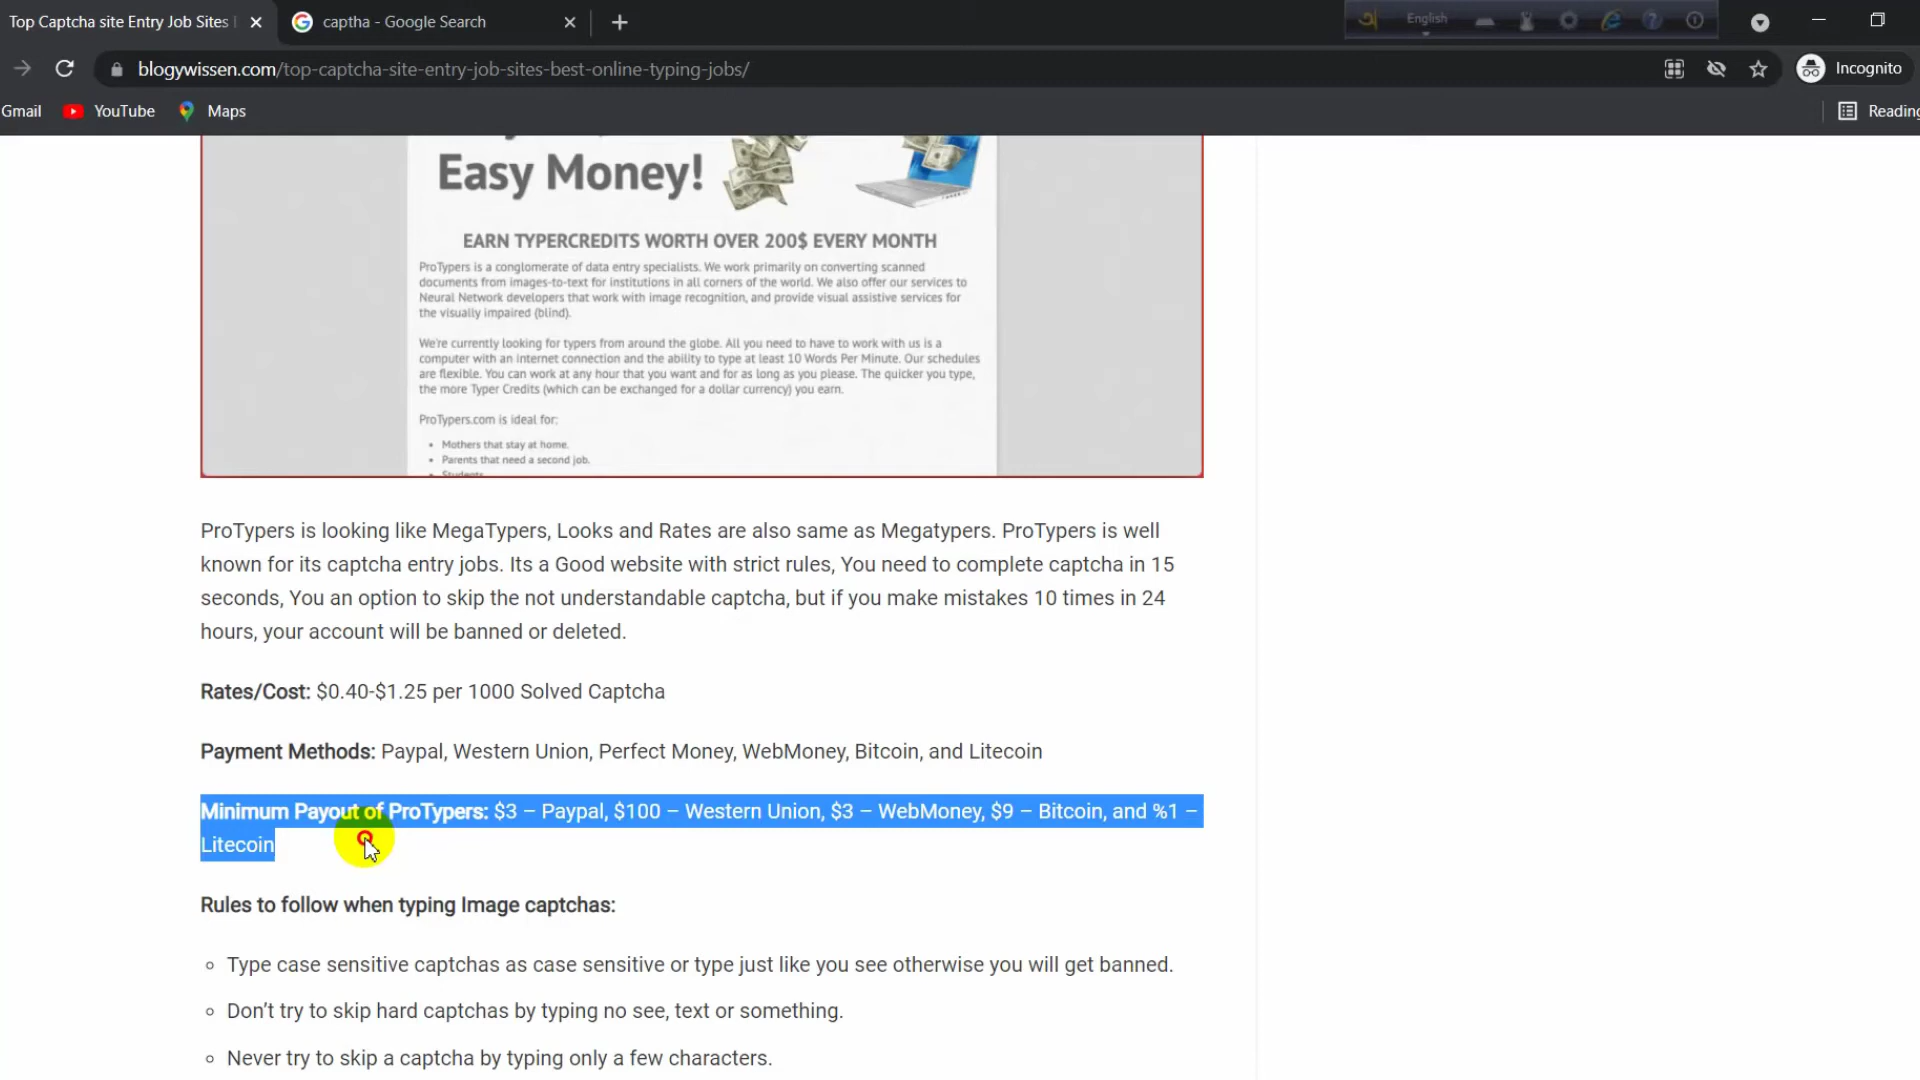 Top Captcha site Entry Job Sites
captha - Google Search
English
blogywissen.com/top-captcha-site-entry-job-sites-best-online-typing-jobs/
Incognito
Gmail
YouTube
Maps
Reading
Easy Money!
EARN TYPERCREDITS WORTH OVER 200$ EVERY MONTH
ProTypers is a conglomerate of data entry specialists. We work primarily on converting scanned
documents from images-to-text for institutions in all corners of the world. We also offer our services to
Neural Network developers that work with image recognition, and provide visual assistive services for
the visually impaired (blind).
We're currently looking for typers from around the globe. All you need to have to work with us is a
computer with an internet connection and the ability to type at least 10 Words Per Minute. Our schedules
are flexible. You can work at any hour that you want and for as long as you please. The quicker you type,
the more Typer Credits (which can be exchanged for a dollar currency) you earn.
ProTypers.com is ideal for:
• Mothers that stay at home.
• Parents that need a second job.
• Students
ProTypers is looking like MegaTypers, Looks and Rates are also same as Megatypers. ProTypers is well
known for its captcha entry jobs. Its a Good website with strict rules, You need to complete captcha in 15
seconds, You an option to skip the not understandable captcha, but if you make mistakes 10 times in 24
hours, your account will be banned or deleted.
Rates/Cost: $0.40-$1.25 per 1000 Solved Captcha
Payment Methods: Paypal, Western Union, Perfect Money, WebMoney, Bitcoin, and Litecoin
Minimum Payout of ProTypers: $3 – Paypal, $100 – Western Union, $3 – WebMoney, $9 – Bitcoin, and %1 –
Litecoin
Rules to follow when typing Image captchas:
Type case sensitive captchas as case sensitive or type just like you see otherwise you will get banned.
Don't try to skip hard captchas by typing no see, text or something.
Never try to skip a captcha by typing only a few characters.